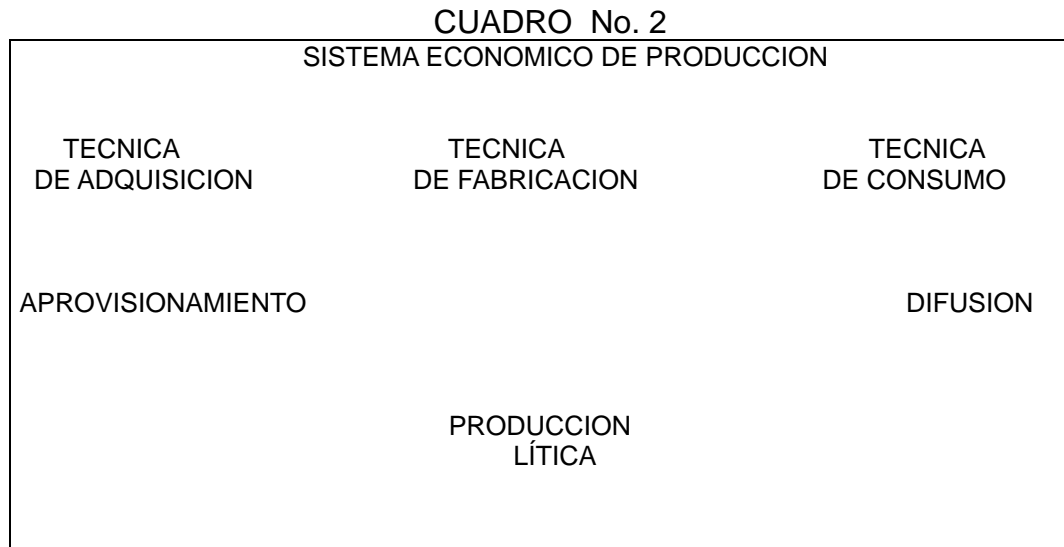 CUADRO No. 2
SISTEMA ECONOMICO DE PRODUCCION
TECNICA TECNICA TECNICA
DE ADQUISICION DE FABRICACION DE CONSUMO
APROVISIONAMIENTO DIFUSION
PRODUCCION
LÍTICA